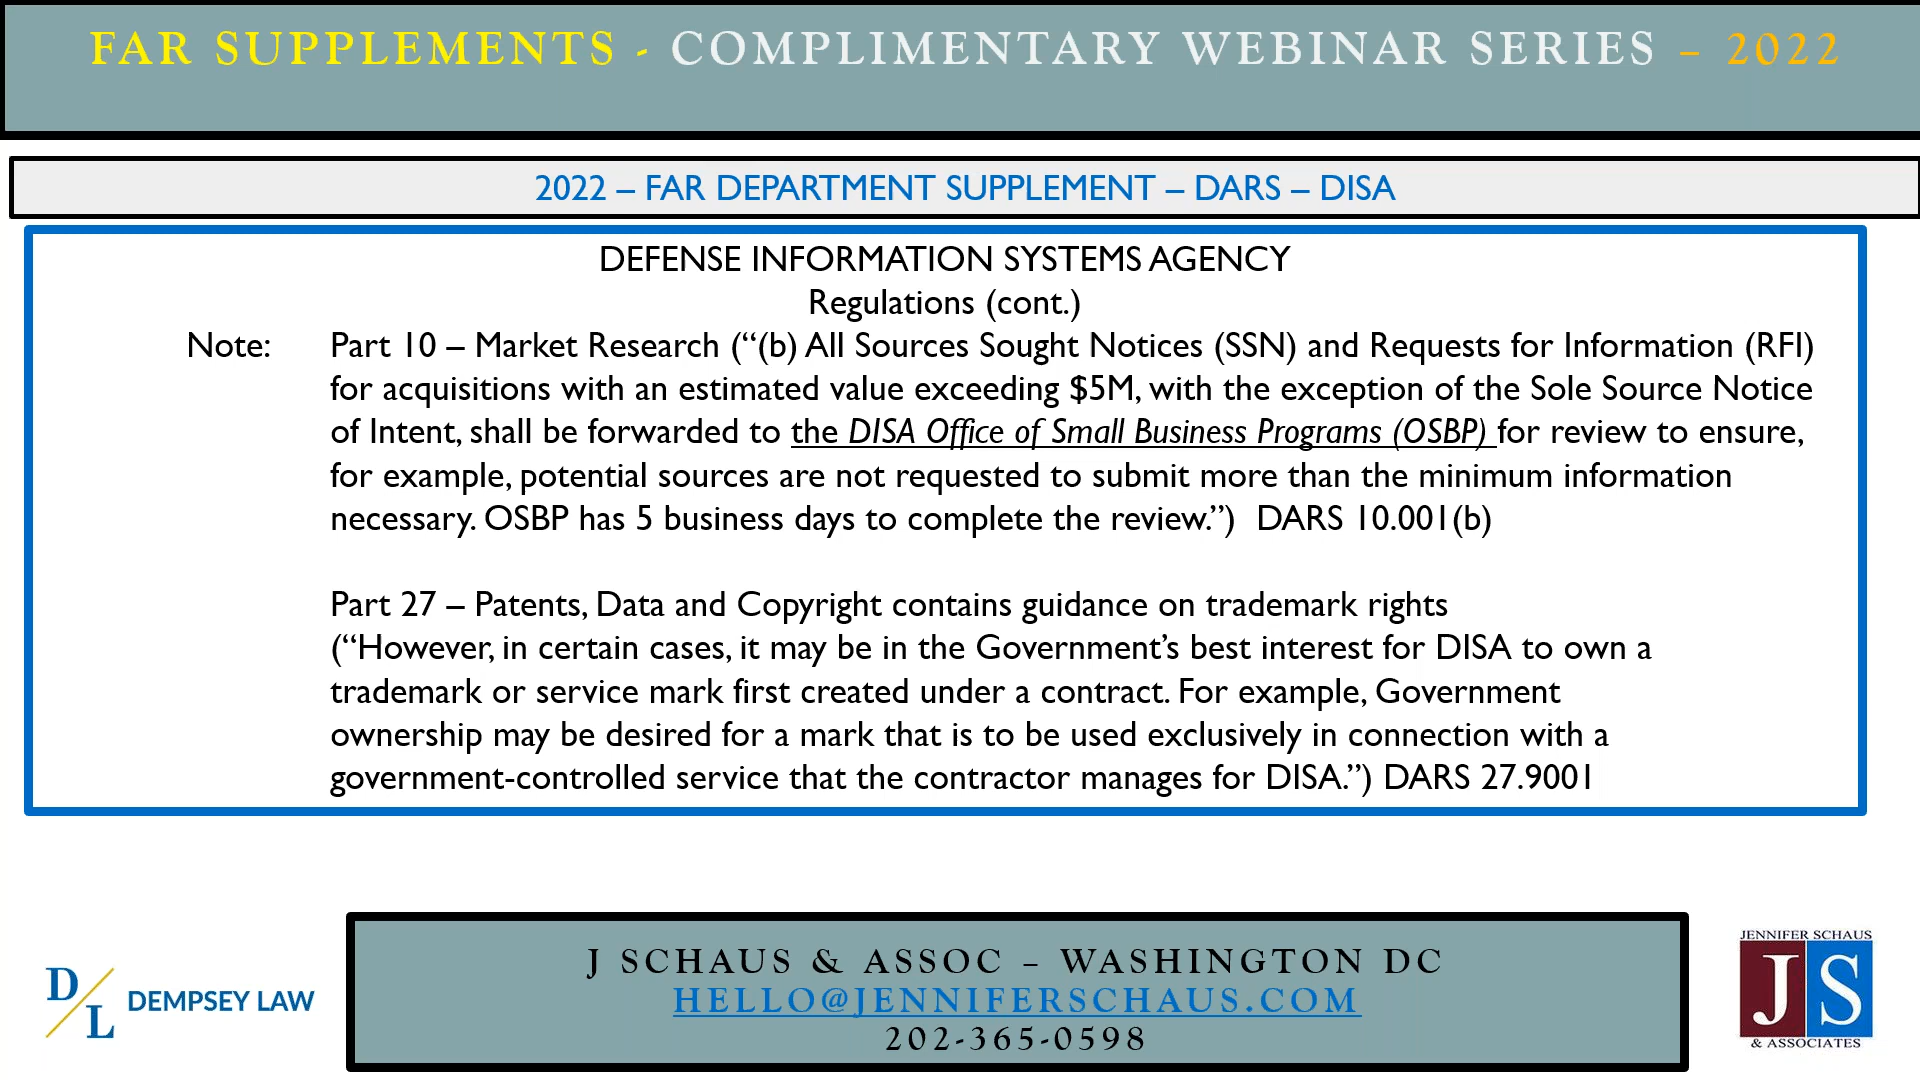 FAR SUPPLEMENTS - COMPLIMENTARY WEBINAR SERIES – 2022
2022 – FAR DEPARTMENT SUPPLEMENT – DARS – DISA
DEFENSE INFORMATION SYSTEMS AGENCY
Regulations (cont.)
Note: Part 10 – Market Research (“(b) All Sources Sought Notices (SSN) and Requests for Information (RFI)
for acquisitions with an estimated value exceeding $5M, with the exception of the Sole Source Notice
of Intent, shall be forwarded to the DISA Office of Small Business Programs (OSBP) for review to ensure,
for example, potential sources are not requested to submit more than the minimum information
necessary. OSBP has 5 business days to complete the review.”) DARS 10.001(b)
Part 27 – Patents, Data and Copyright contains guidance on trademark rights
(“However, in certain cases, it may be in the Government’s best interest for DISA to own a
trademark or service mark first created under a contract. For example, Government
ownership may be desired for a mark that is to be used exclusively in connection with a
government-controlled service that the contractor manages for DISA.”) DARS 27.9001
D L DEMPSEY LAW
J SCHAUS & ASSOC – WASHINGTON DC
HELLO@JENNIFERSCHAUS.COM
202-365-0598
JENNIFER SCHAUS
JS
& ASSOCIATES